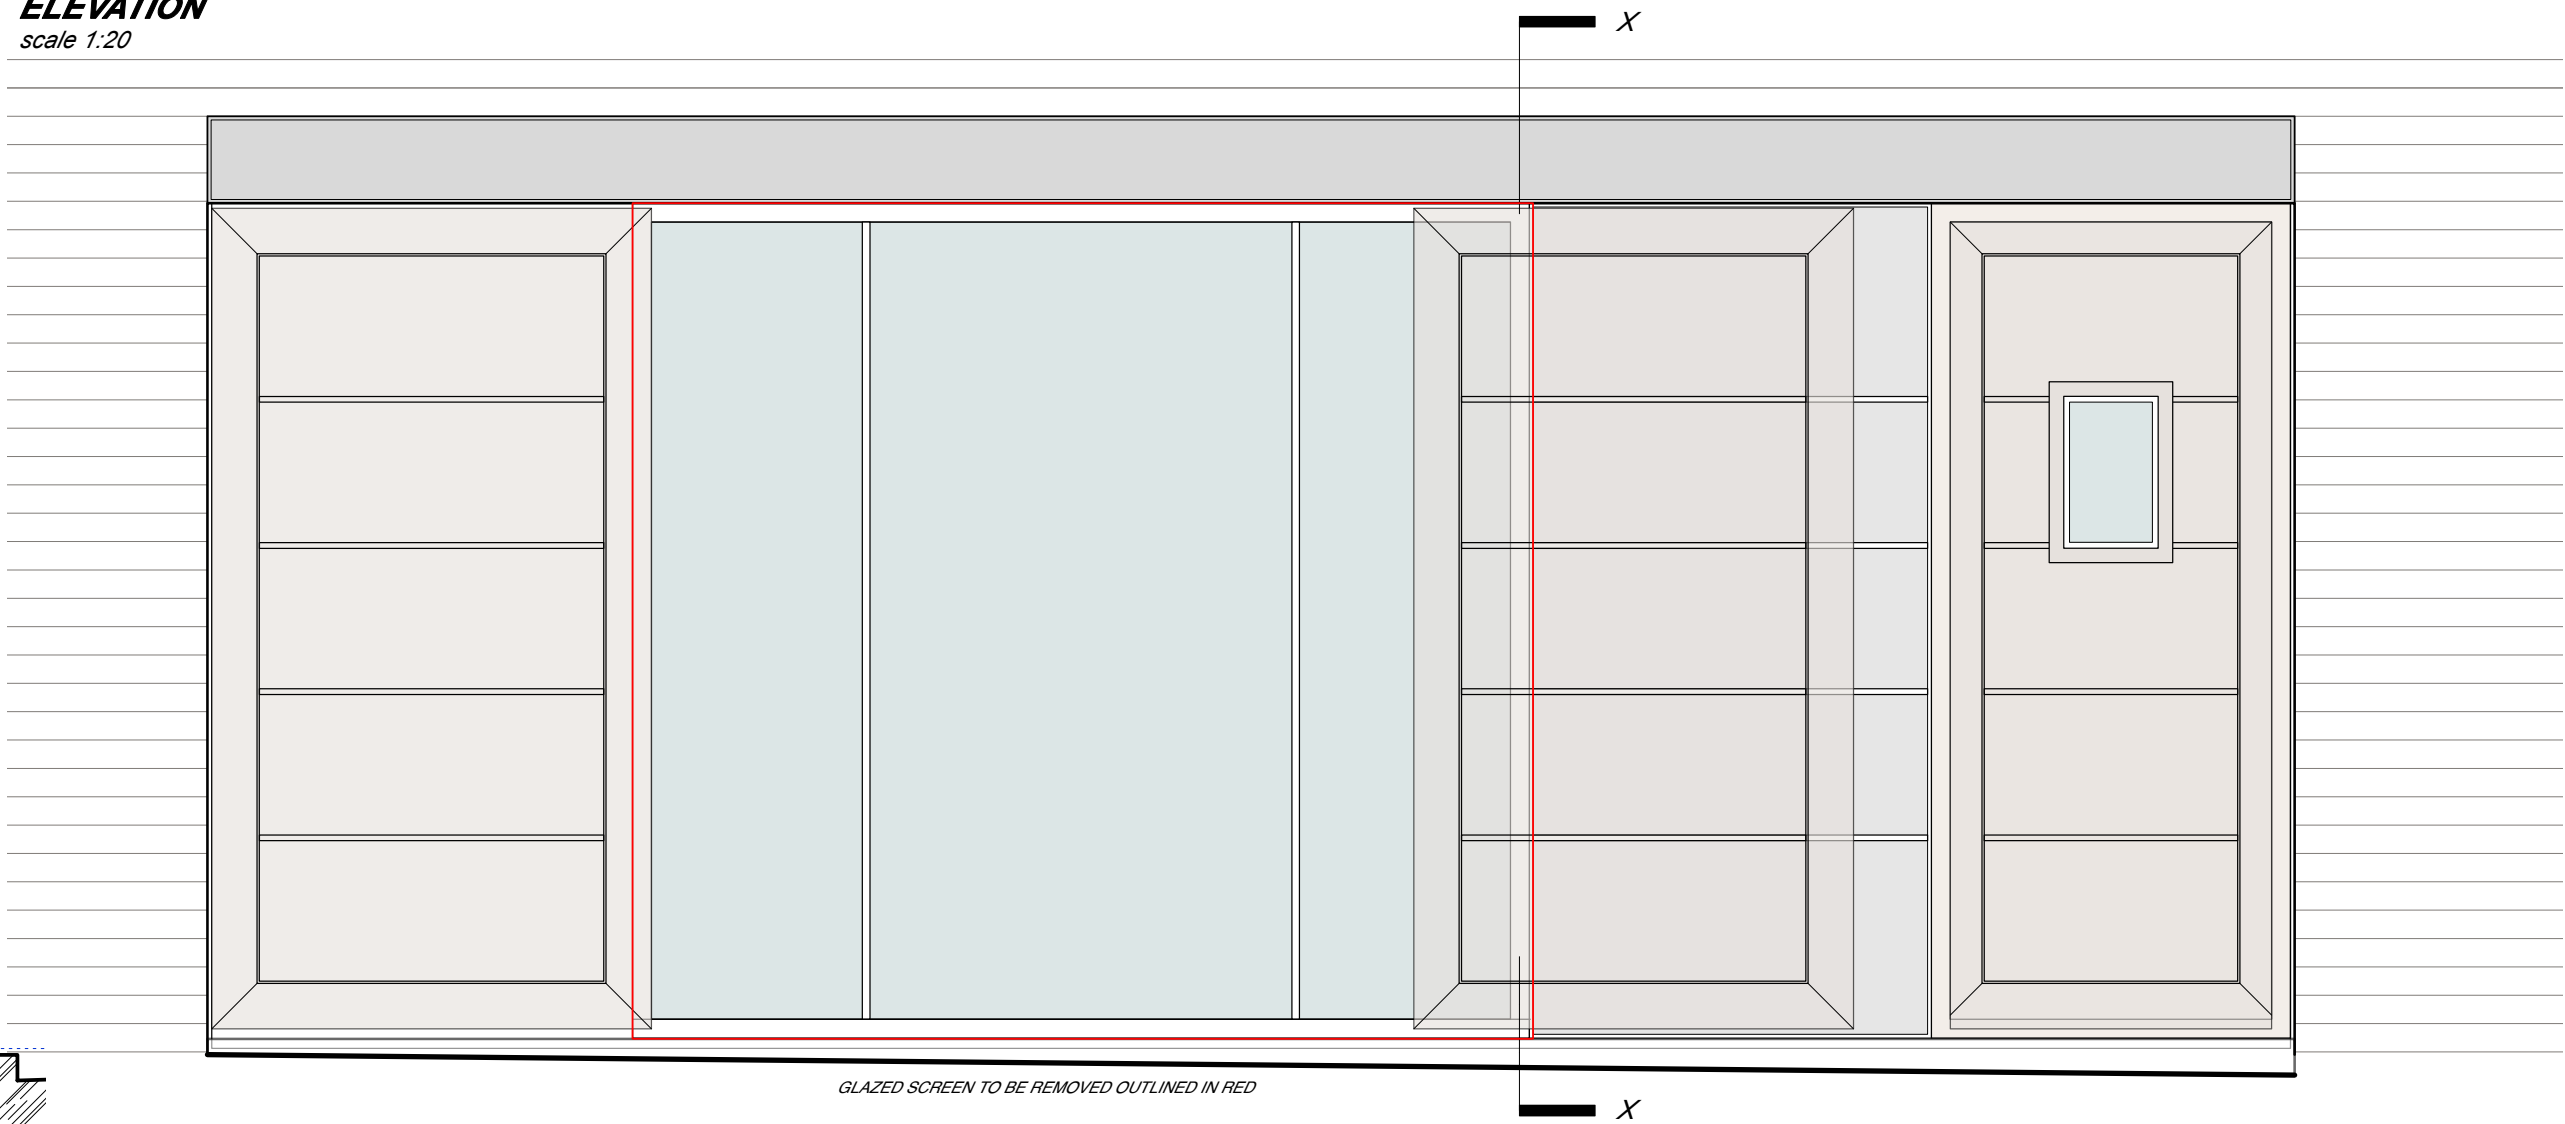 ELEVATION
scale 1:20
X
GLAZED SCREEN TO BE REMOVED OUTLINED IN RED
X